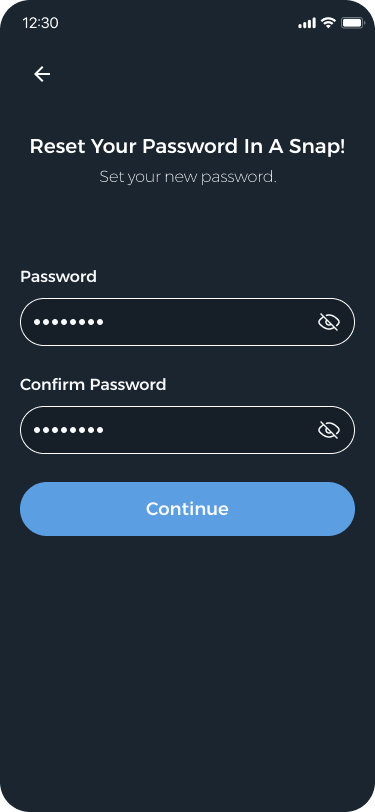 12:30
Reset Your Password In A Snap!
Set your new password.
Password
••••••••
Confirm Password
••••••••
Continue